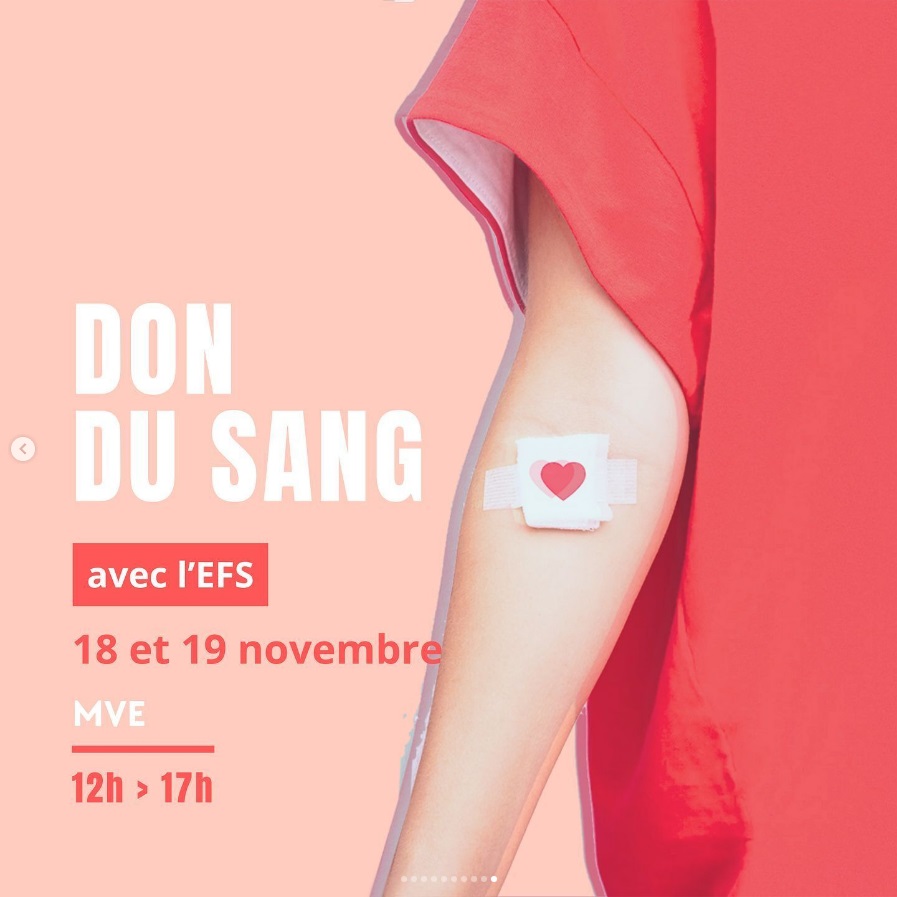 DON
DU SANG
avec l’EFS
18 et 19 novembre
MVE
12h > 17h